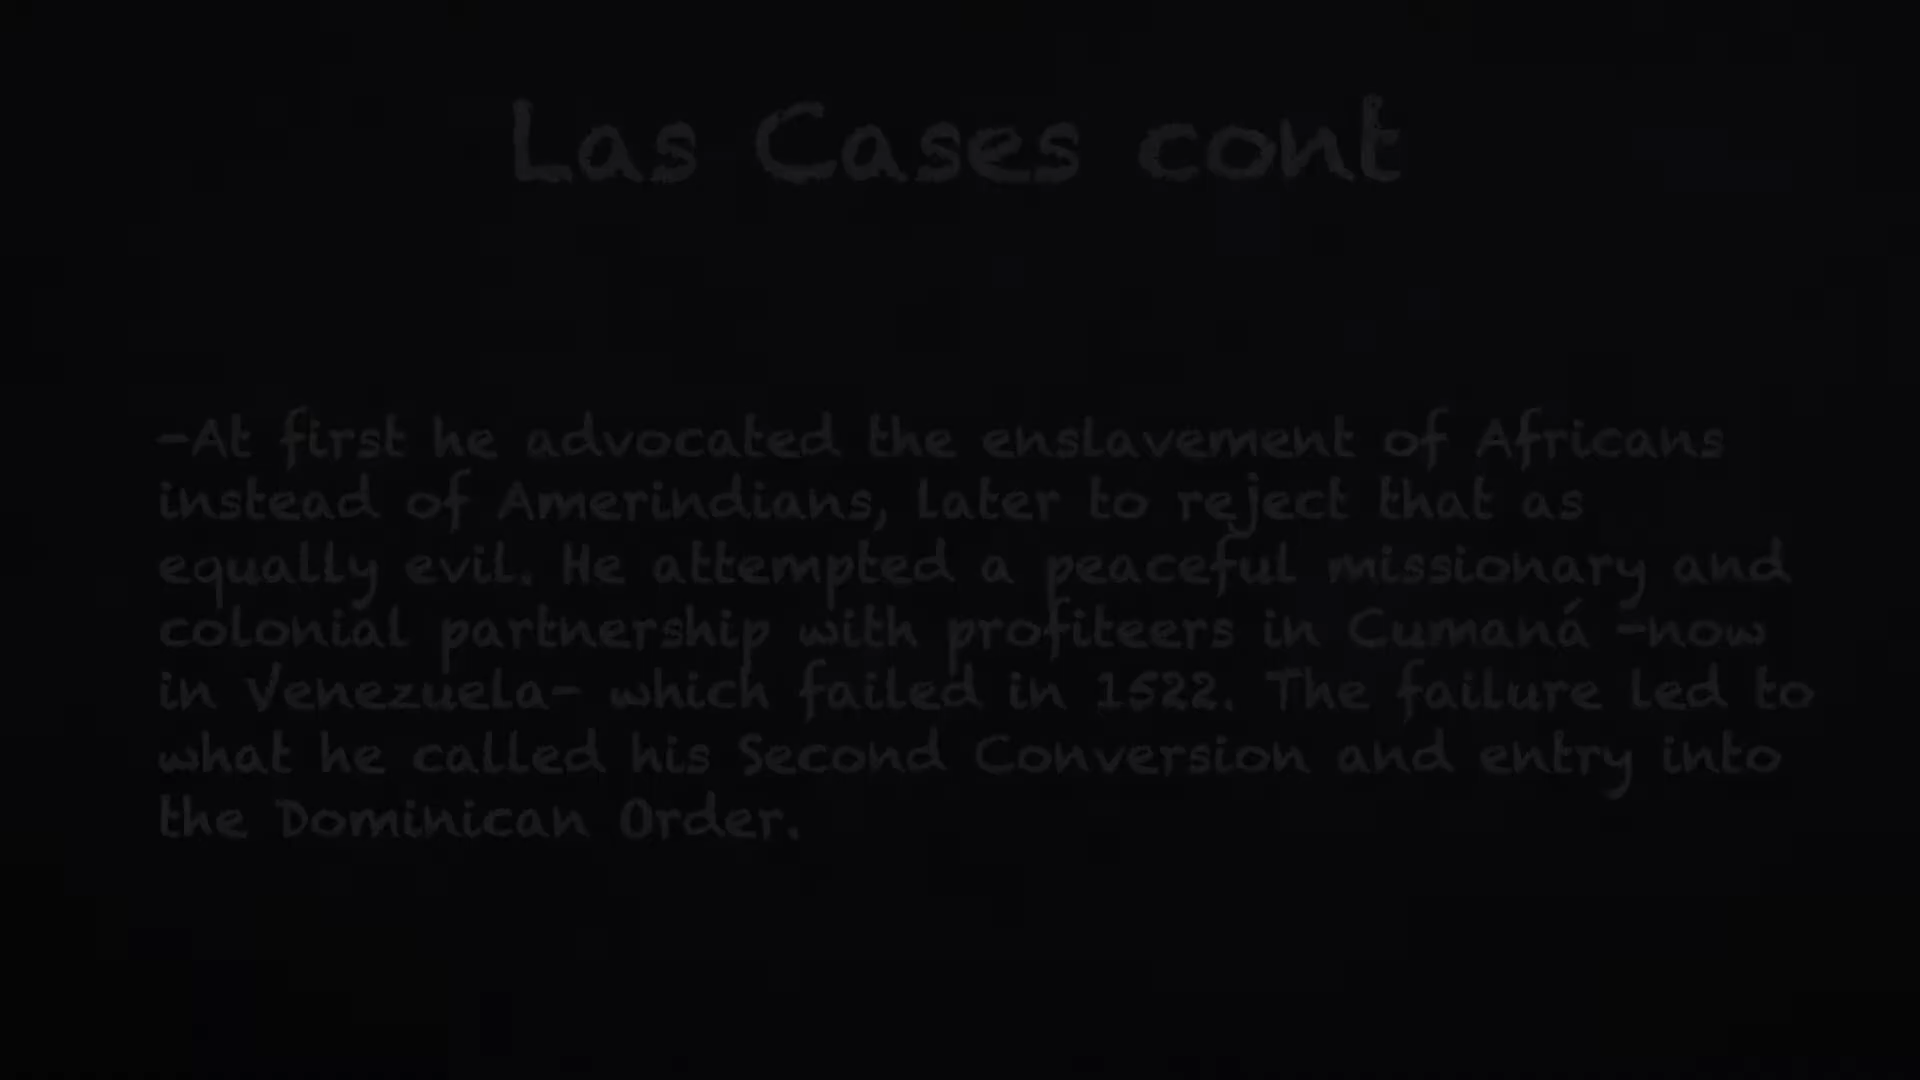 Las Cases cont
-At first he advocated the enslavement of Africans
instead of Amerindians, later to reject that as
equally evil. He attempted a peaceful missionary and
colonial partnership with profiteers in Cumaná -now
in Venezuela- which failed in 1522. The failure led to
what he called his Second Conversion and entry into
the Dominican Order.